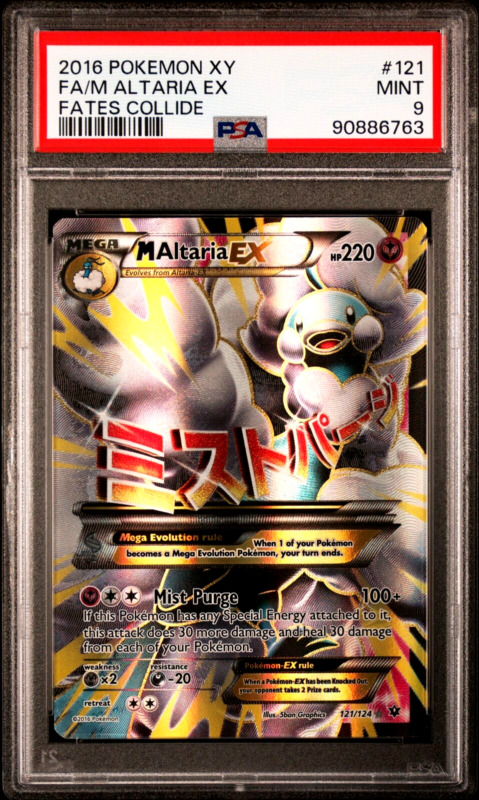 2016 POKEMON XY #121
FA/M ALTARIA EX MINT
FATES COLLIDE 9
PSA 90886763
MEGA
M Altaria EX HP 220
Evolves from Altaria-EX
ミストパージ
Mega Evolution rule When 1 of your Pokémon
becomes a Mega Evolution Pokémon, your turn ends.
Mist Purge 100+
If this Pokémon has any Special Energy attached to it,
this attack does 30 more damage and heal 30 damage
from each of your Pokémon.
weakness resistance
×2 -20
Pokémon-EX rule
When a Pokémon-EX has been Knocked Out,
your opponent takes 2 Prize cards.
retreat
©2016 Pokémon Illus. 5ban Graphics 121/124
PSA